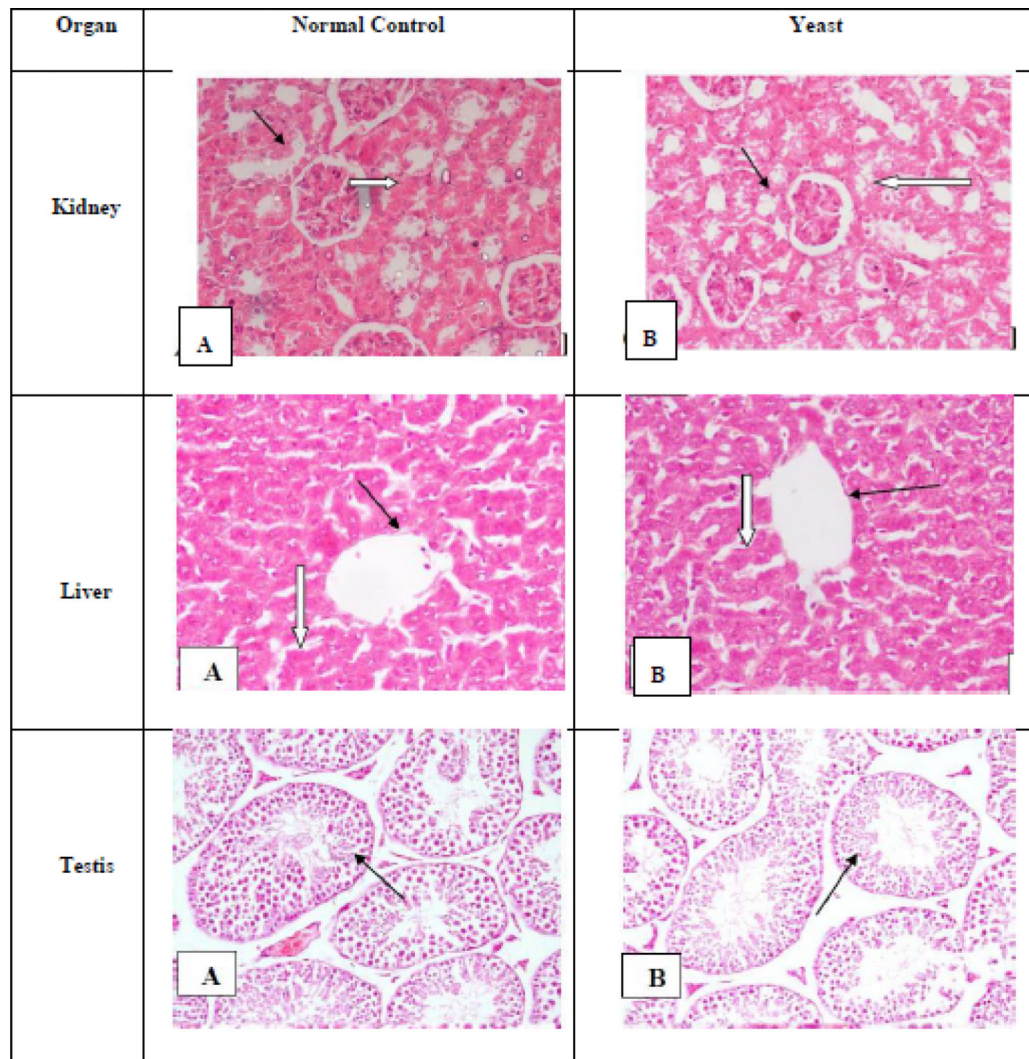 Organ Normal Control Yeast
Kidney
A B
Liver
A B
Testis
A B